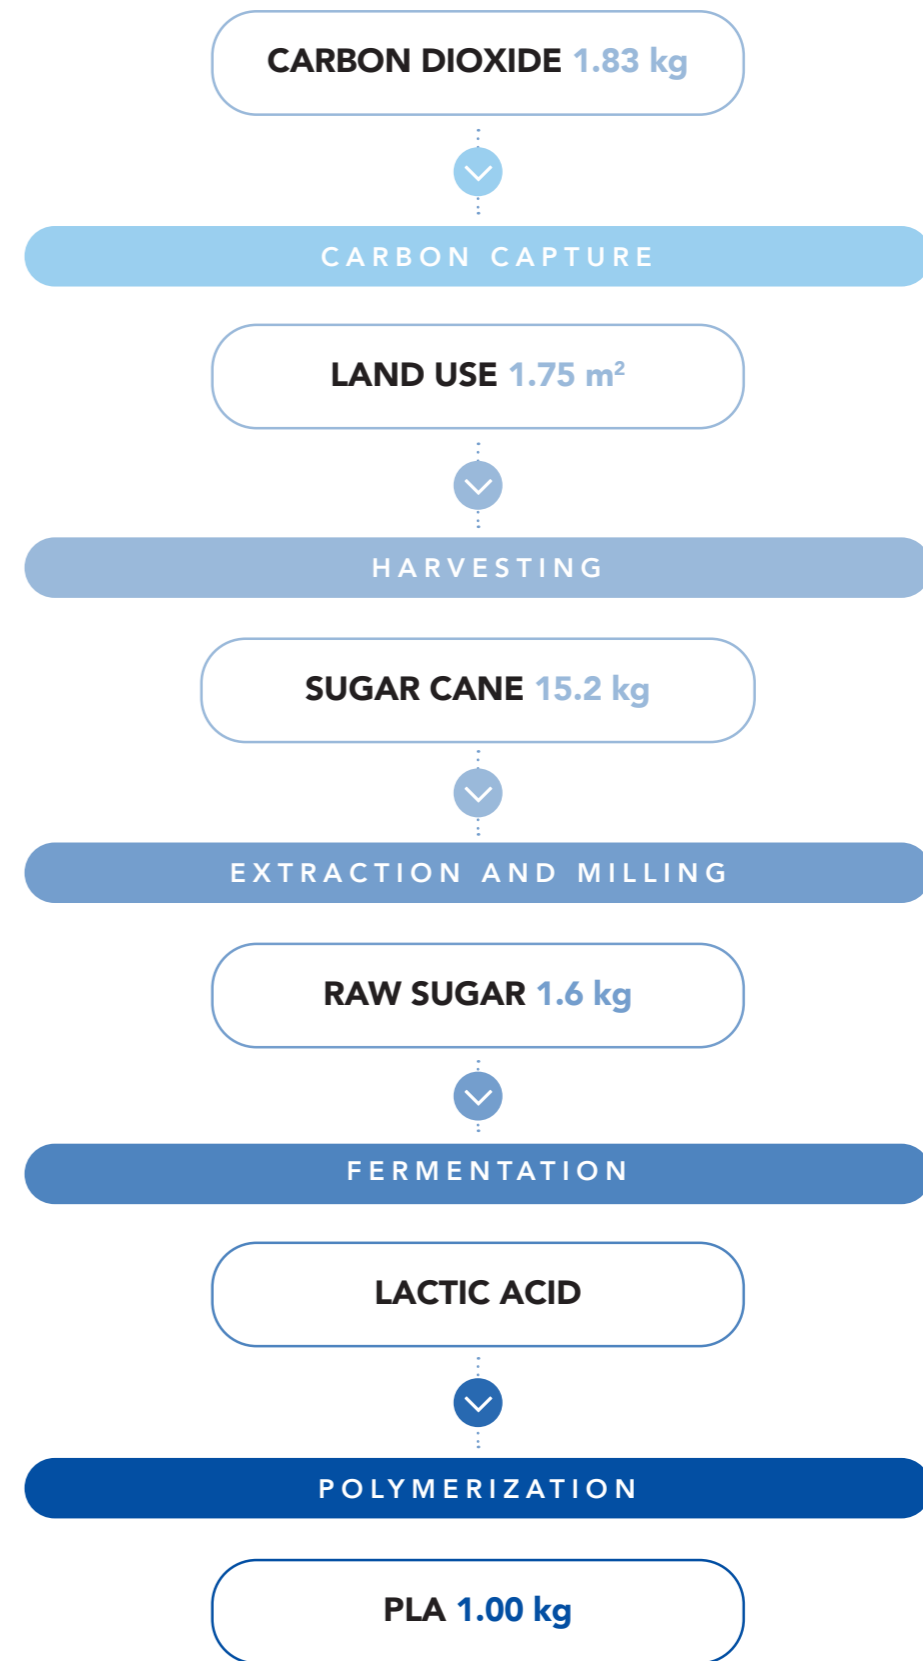 CARBON DIOXIDE 1.83 kg
CARBON CAPTURE
LAND USE 1.75 m²
HARVESTING
SUGAR CANE 15.2 kg
EXTRACTION AND MILLING
RAW SUGAR 1.6 kg
FERMENTATION
LACTIC ACID
POLYMERIZATION
PLA 1.00 kg